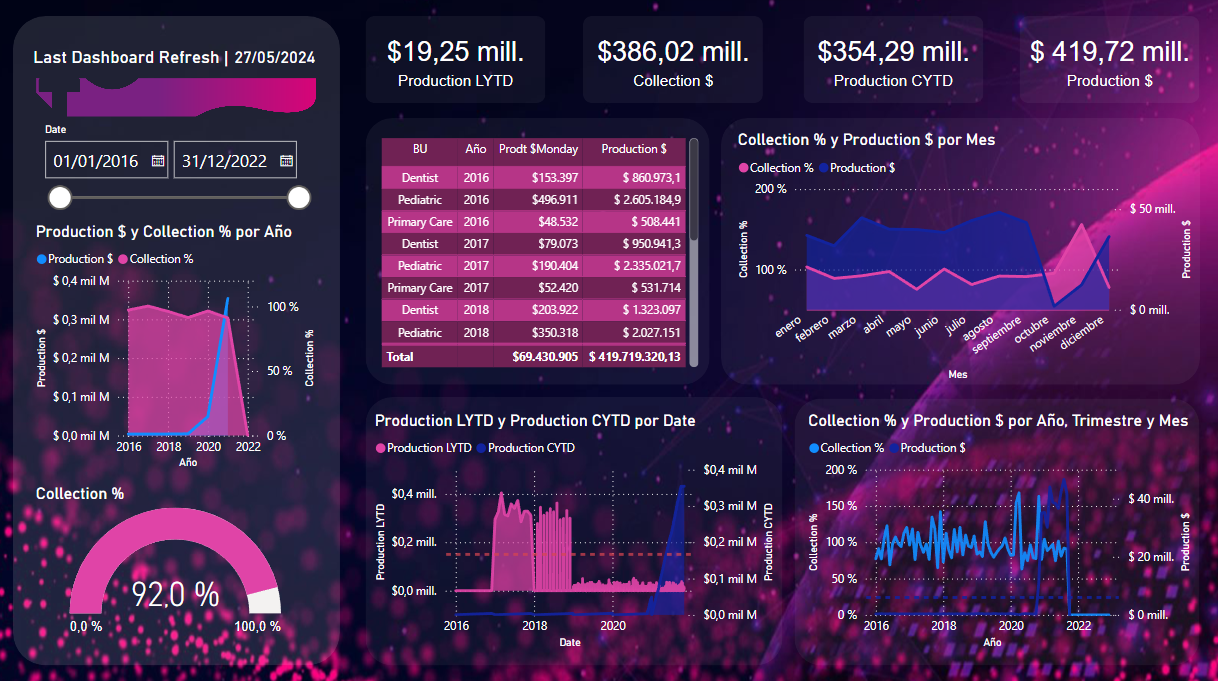 Last Dashboard Refresh | 27/05/2024
Date
01/01/2016 31/12/2022
Production $ y Collection % por Año
Production $ Collection %
$ 0,4 mil M
$ 0,3 mil M
$ 0,2 mil M
$ 0,1 mil M
$ 0,0 mil M
Production $
100 %
50 %
0 %
Collection %
2016 2018 2020 2022
Año
Collection %
92,0 %
0,0 % 100,0 %
$19,25 mill.
Production LYTD
$386,02 mill.
Collection $
$354,29 mill.
Production CYTD
$ 419,72 mill.
Production $
BU Año Prodt $Monday Production $
Dentist 2016 $153.397 $ 860.973,1
Pediatric 2016 $496.911 $ 2.605.184,9
Primary Care 2016 $48.532 $ 508.441
Dentist 2017 $79.073 $ 950.941,3
Pediatric 2017 $190.404 $ 2.335.021,7
Primary Care 2017 $52.420 $ 531.714
Dentist 2018 $203.922 $ 1.323.097
Pediatric 2018 $350.318 $ 2.027.151
Total $69.430.905 $ 419.719.320,13
Collection % y Production $ por Mes
Collection % Production $
200 %
100 %
Collection %
$ 50 mill.
$ 0 mill.
Production $
enero febrero marzo abril mayo junio julio agosto septiembre octubre noviembre diciembre
Mes
Production LYTD y Production CYTD por Date
Production LYTD Production CYTD
$0,4 mill.
$0,2 mill.
$0,0 mill.
Production LYTD
$0,4 mil M
$0,3 mil M
$0,2 mil M
$0,1 mil M
$0,0 mil M
Production CYTD
2016 2018 2020
Date
Collection % y Production $ por Año, Trimestre y Mes
Collection % Production $
200 %
150 %
100 %
50 %
0 %
Collection %
$ 40 mill.
$ 20 mill.
$ 0 mill.
Production $
2016 2018 2020 2022
Año